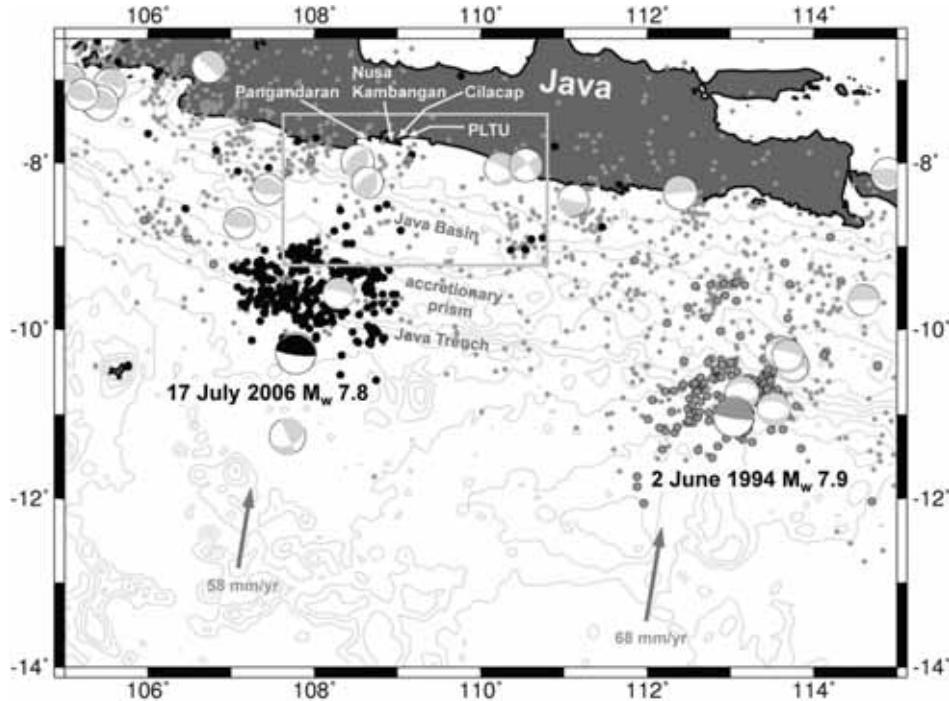 106° 108° 110° 112° 114°
Java
Nusa
Pangandaran Kambangan Cilacap
PLTU
-8°
Java Basin
accretionary
prism
-10°
Java Trench
17 July 2006 Mw 7.8
2 June 1994 Mw 7.9
-12°
58 mm/yr
68 mm/yr
-14°
-8°
-10°
-12°
-14°
106° 108° 110° 112° 114°